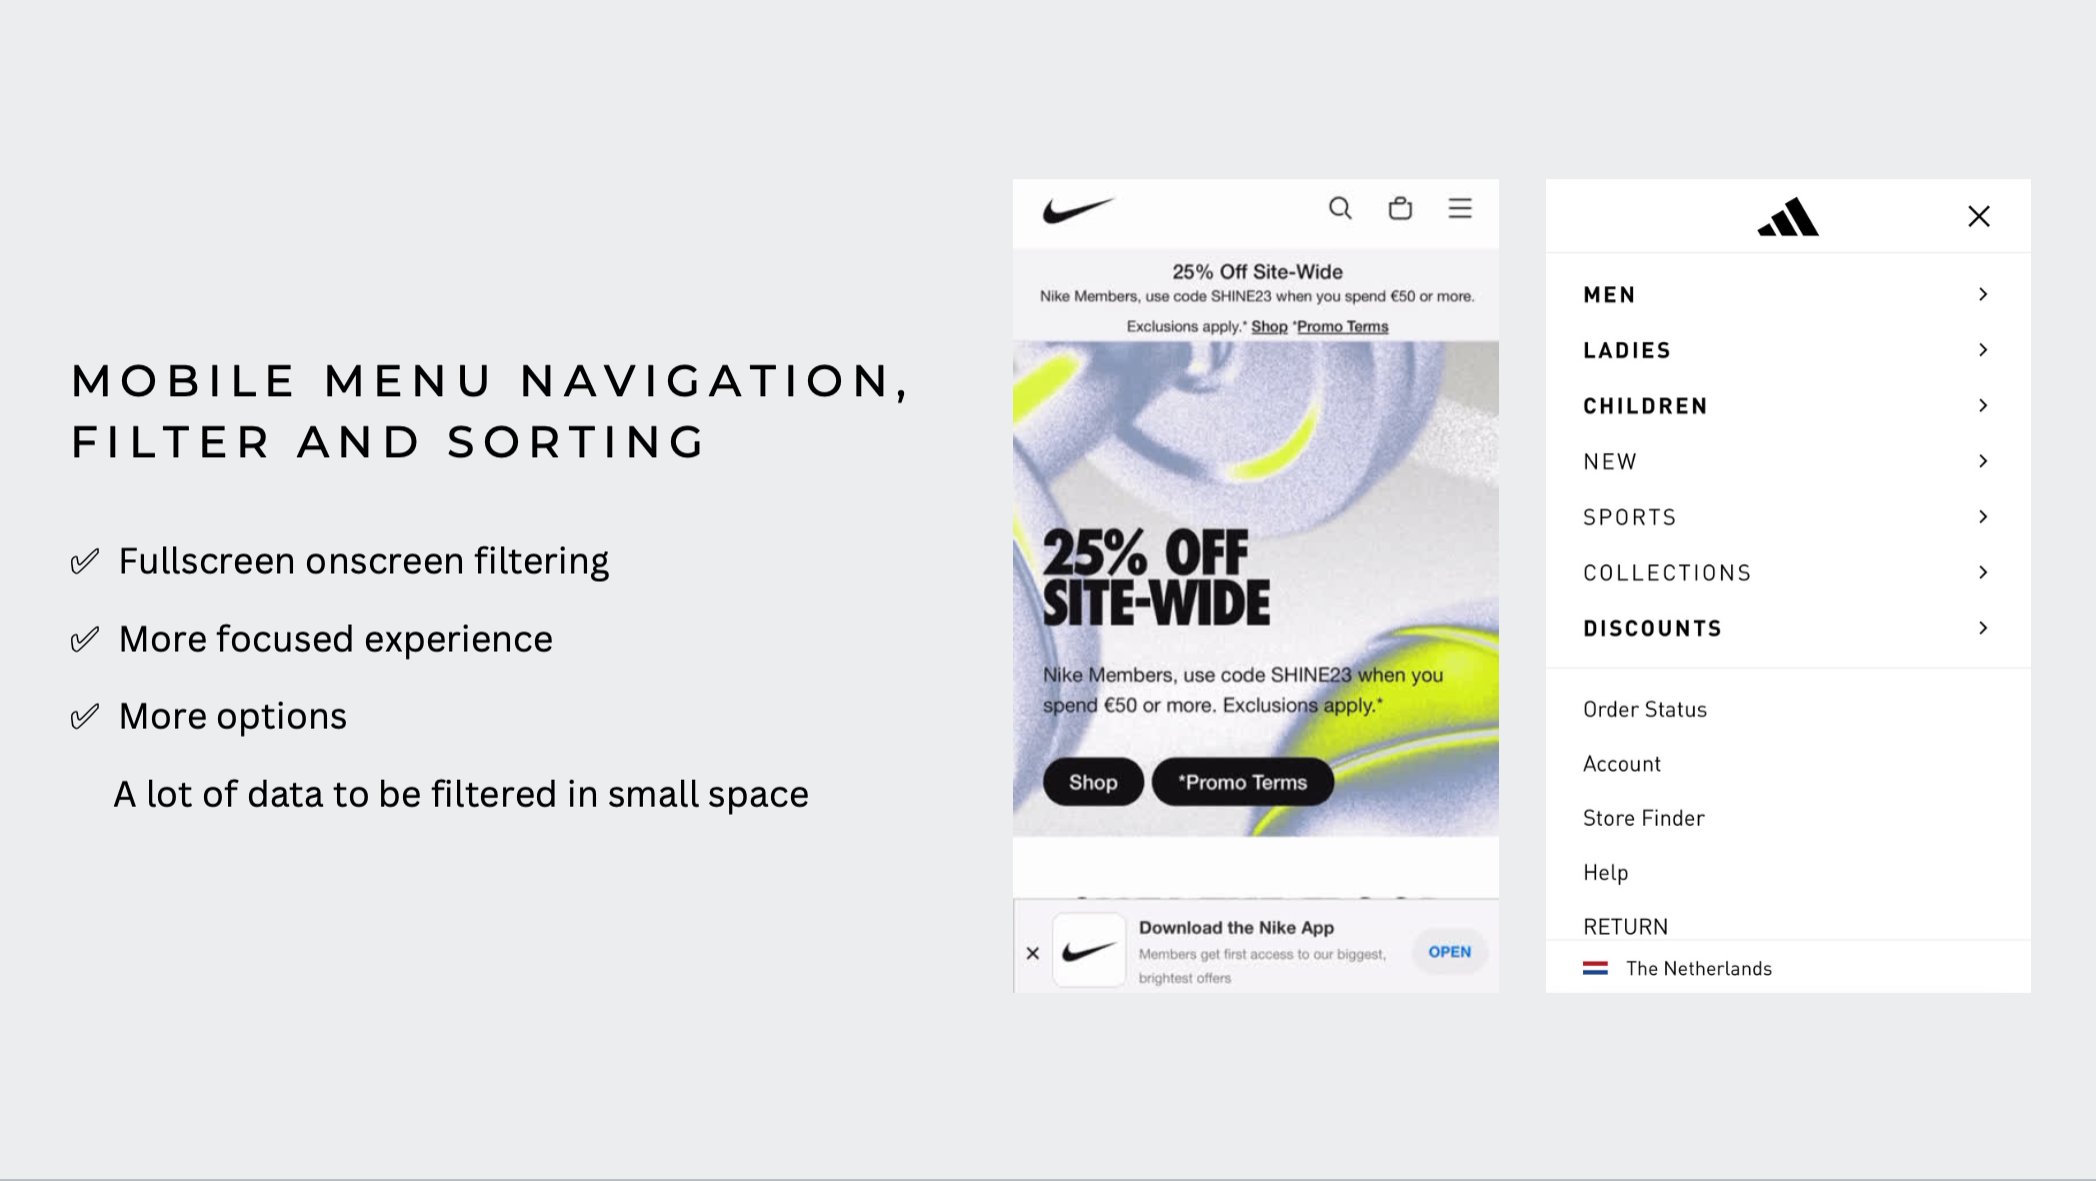 MOBILE MENU NAVIGATION,
FILTER AND SORTING
✅ Fullscreen onscreen filtering
✅ More focused experience
✅ More options
A lot of data to be filtered in small space
25% Off Site-Wide
Nike Members, use code SHINE23 when you spend €50 or more.
Exclusions apply.* Shop *Promo Terms
25% OFF
SITE-WIDE
Nike Members, use code SHINE23 when you
spend €50 or more. Exclusions apply.*
Shop
*Promo Terms
Download the Nike App
Members get first access to our biggest,
brightest offers
OPEN
MEN
LADIES
CHILDREN
NEW
SPORTS
COLLECTIONS
DISCOUNTS
Order Status
Account
Store Finder
Help
RETURN
The Netherlands